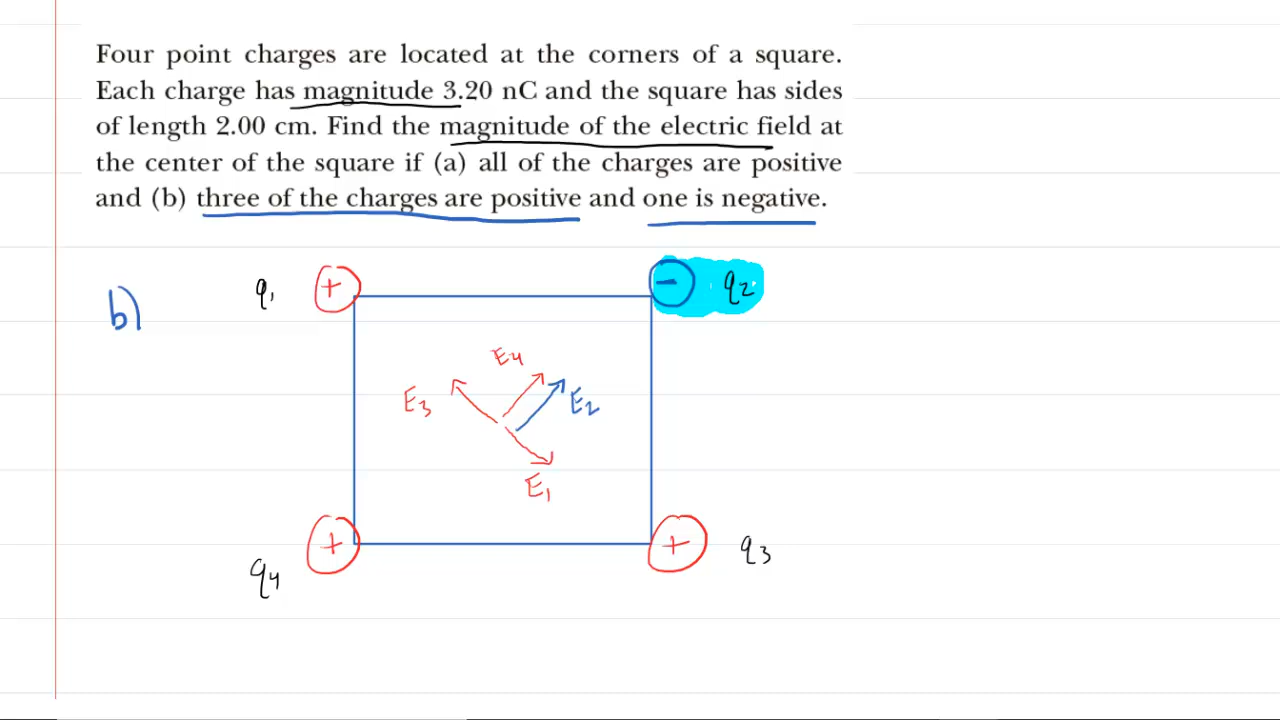 Four point charges are located at the corners of a square.
Each charge has magnitude 3.20 nC and the square has sides
of length 2.00 cm. Find the magnitude of the electric field at
the center of the square if (a) all of the charges are positive
and (b) three of the charges are positive and one is negative.
b)
q1 + - q2
E4
E3 E2
E1
+ + q3
q4